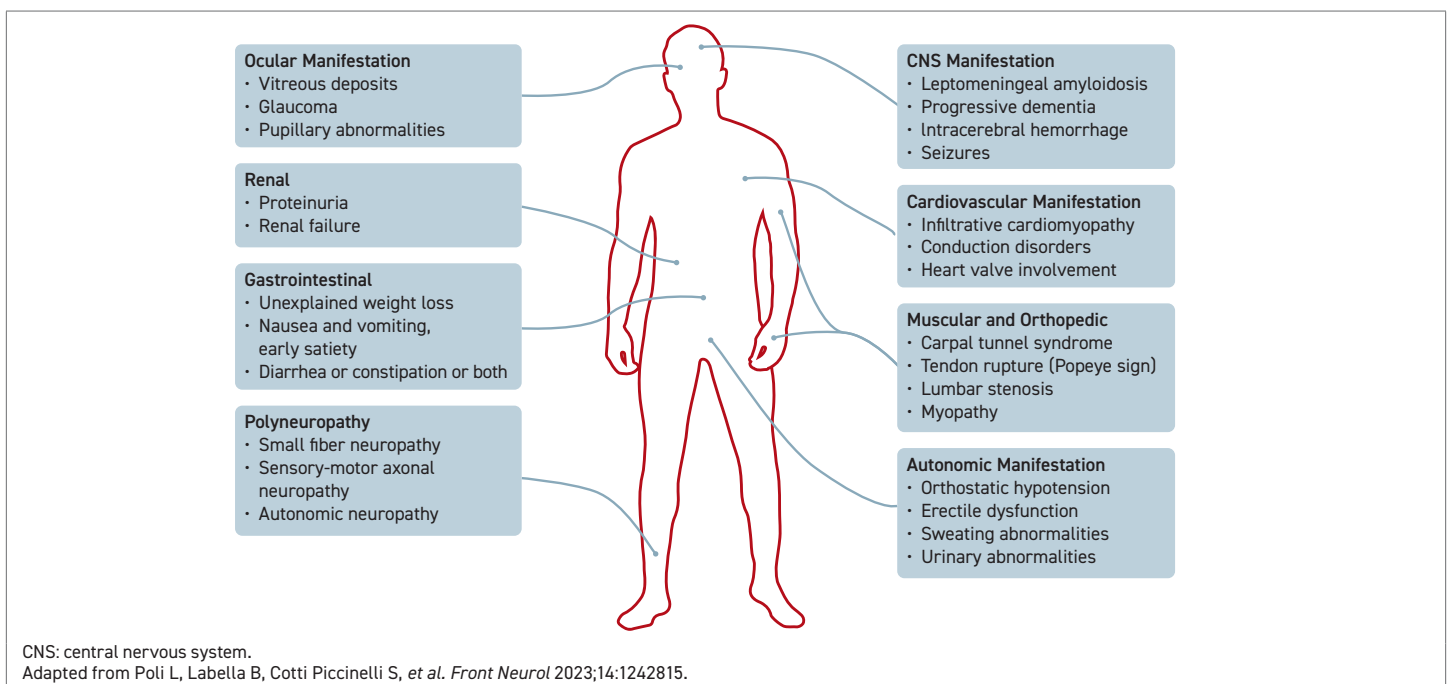 Ocular Manifestation
· Vitreous deposits
· Glaucoma
· Pupillary abnormalities
Renal
· Proteinuria
· Renal failure
Gastrointestinal
· Unexplained weight loss
· Nausea and vomiting,
early satiety
· Diarrhea or constipation or both
Polyneuropathy
· Small fiber neuropathy
· Sensory-motor axonal
neuropathy
· Autonomic neuropathy
CNS Manifestation
· Leptomeningeal amyloidosis
· Progressive dementia
· Intracerebral hemorrhage
· Seizures
Cardiovascular Manifestation
· Infiltrative cardiomyopathy
· Conduction disorders
· Heart valve involvement
Muscular and Orthopedic
· Carpal tunnel syndrome
· Tendon rupture (Popeye sign)
· Lumbar stenosis
· Myopathy
Autonomic Manifestation
· Orthostatic hypotension
· Erectile dysfunction
· Sweating abnormalities
· Urinary abnormalities
CNS: central nervous system.
Adapted from Poli L, Labella B, Cotti Piccinelli S, et al. Front Neurol 2023;14:1242815.